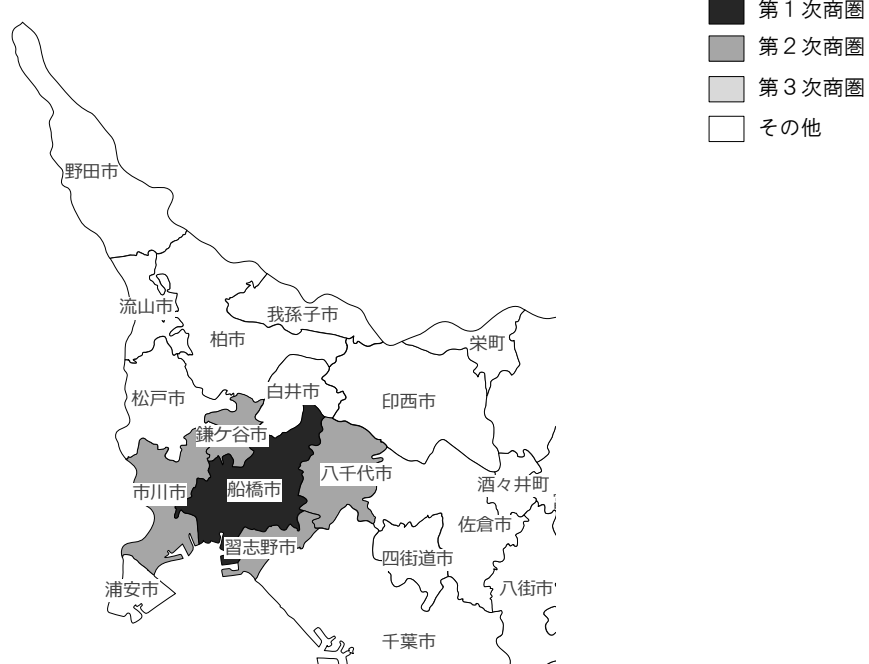 第１次商圏
第２次商圏
第３次商圏
その他
野田市
流山市
我孫子市
柏市
栄町
松戸市
白井市
印西市
鎌ケ谷市
八千代市
市川市
船橋市
酒々井町
佐倉市
習志野市
四街道市
浦安市
八街市
千葉市